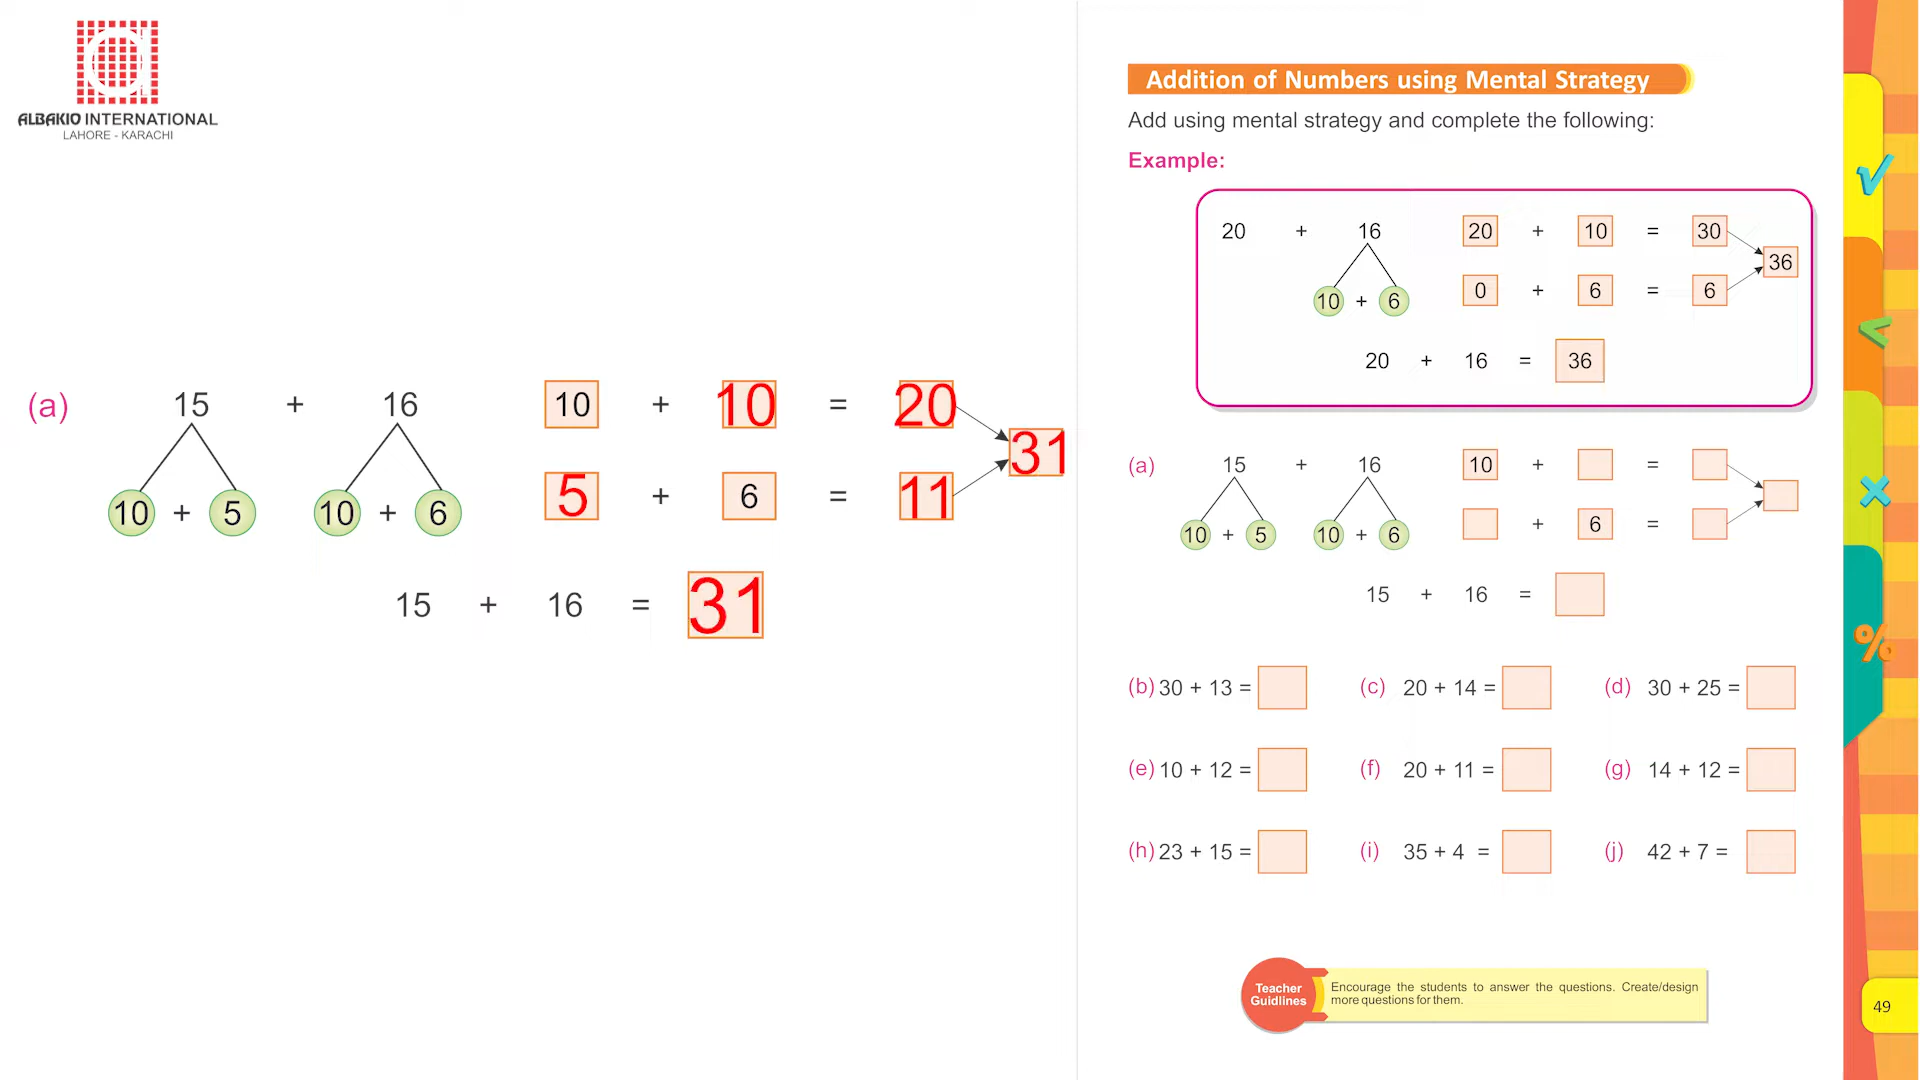 ALBAKIO INTERNATIONAL
LAHORE - KARACHI
(a) 15 + 16 10 + 10 = 20
31
10 + 5 10 + 6 5 + 6 = 11
15 + 16 = 31
Addition of Numbers using Mental Strategy
Add using mental strategy and complete the following:
Example:
20 + 16 20 + 10 = 30
36
10 + 6 0 + 6 = 6
20 + 16 = 36
(a) 15 + 16 10 + =
10 + 5 10 + 6 + 6 =
15 + 16 =
(b) 30 + 13 = (c) 20 + 14 = (d) 30 + 25 =
(e) 10 + 12 = (f) 20 + 11 = (g) 14 + 12 =
(h) 23 + 15 = (i) 35 + 4 = (j) 42 + 7 =
Teacher
Guidlines
Encourage the students to answer the questions. Create/design
more questions for them.
√
<
×
%
49